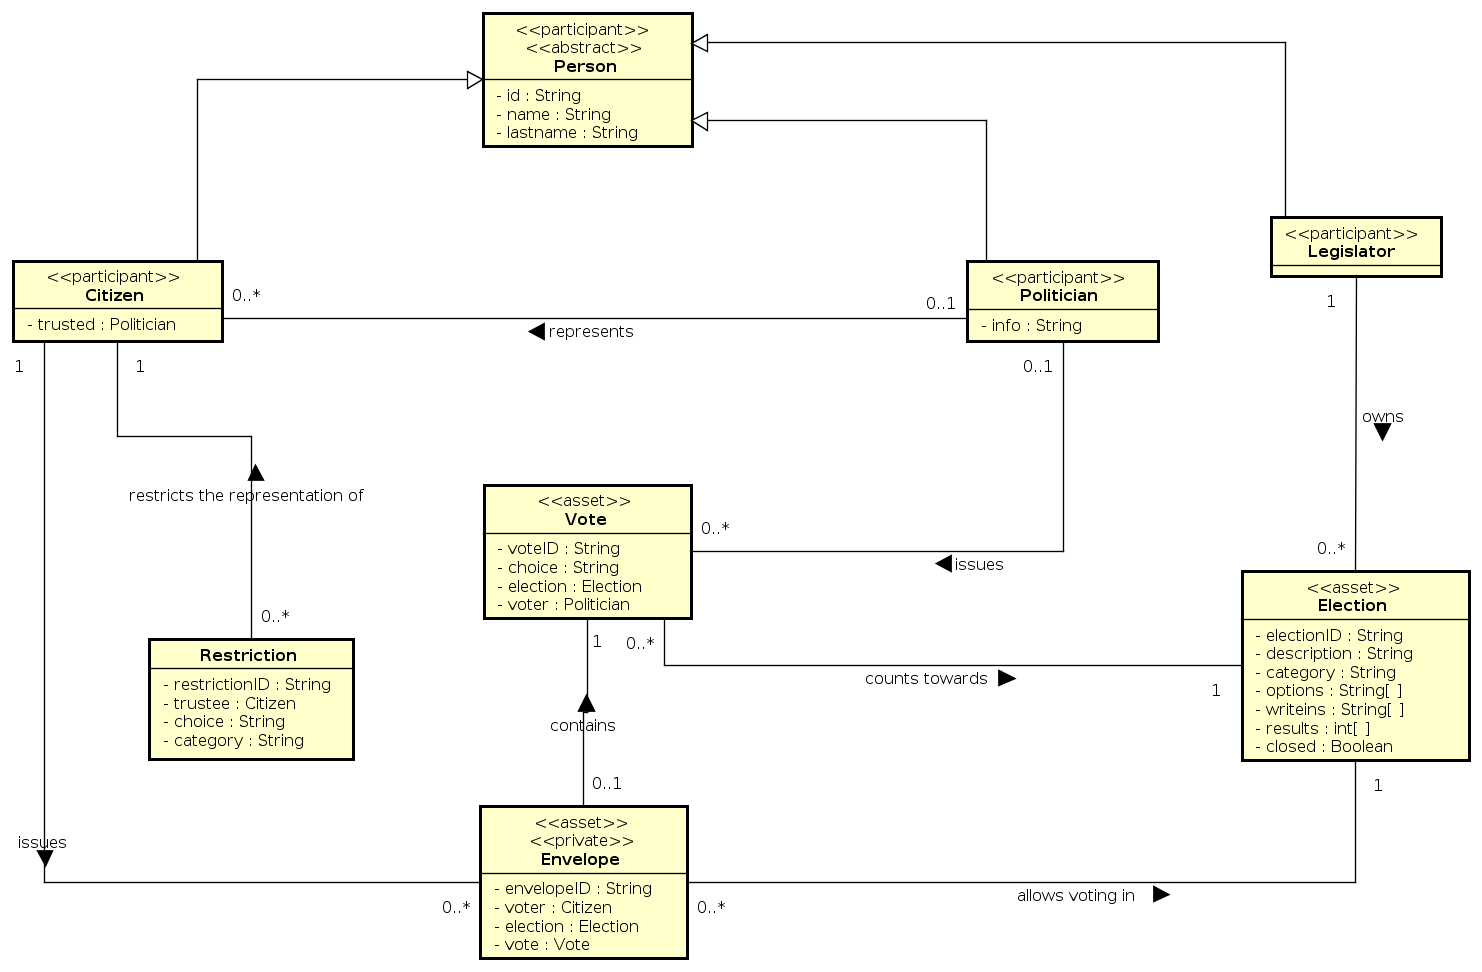 <<participant>>
<<abstract>>
Person
- id : String
- name : String
- lastname : String
<<participant>>
Legislator
<<participant>>
Citizen
- trusted : Politician
<<participant>>
Politician
- info : String
0..*
0..1
represents
1
1
1
0..1
owns
restricts the representation of
<<asset>>
Vote
- voteID : String
- choice : String
- election : Election
- voter : Politician
0..*
issues
0..*
<<asset>>
Election
- electionID : String
- description : String
- category : String
- options : String[ ]
- writeins : String[ ]
- results : int[ ]
- closed : Boolean
0..*
Restriction
- restrictionID : String
- trustee : Citizen
- choice : String
- category : String
1
0..*
counts towards
1
contains
0..1
1
issues
<<asset>>
<<private>>
Envelope
- envelopeID : String
- voter : Citizen
- election : Election
- vote : Vote
0..*
0..*
allows voting in